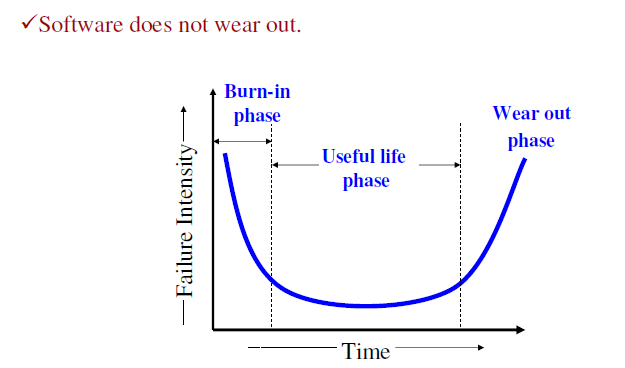 ✓Software does not wear out.
Burn-in
phase
Wear out
phase
Useful life
phase
Failure Intensity
Time